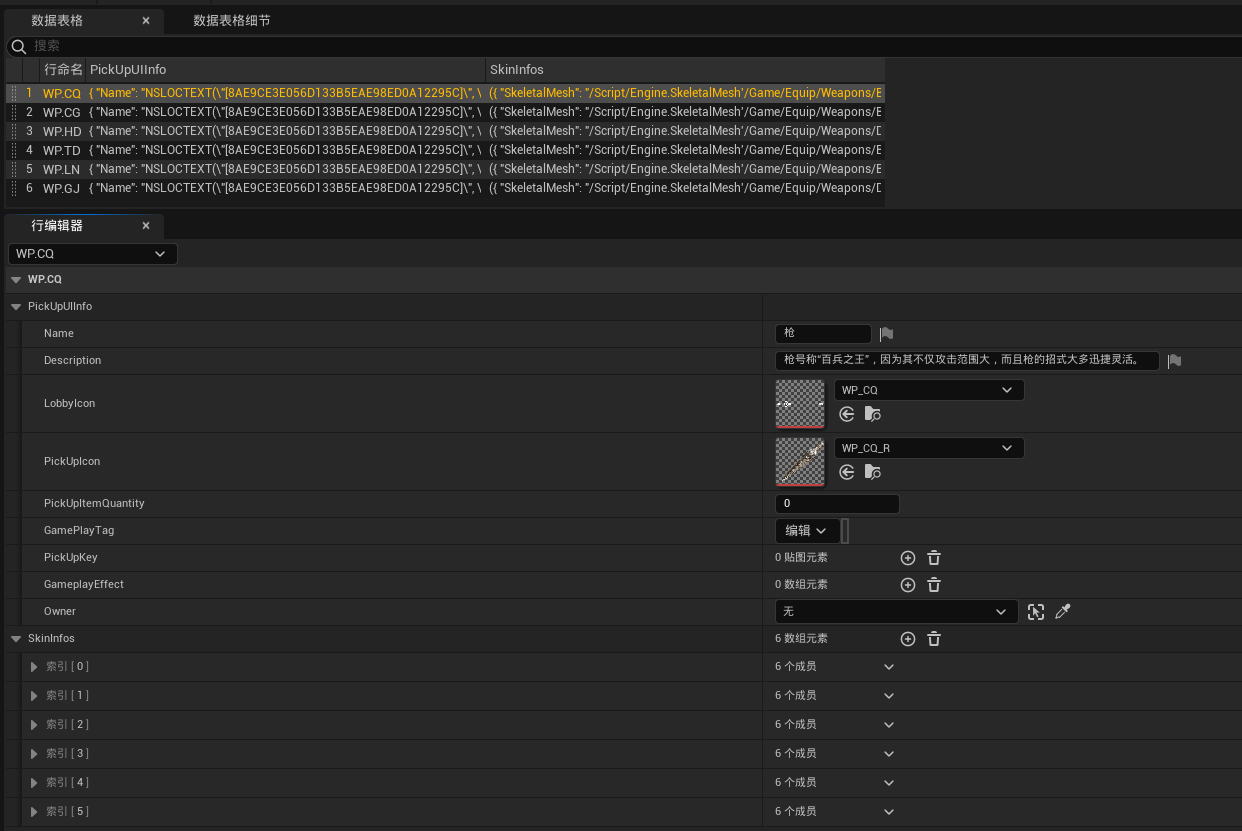 数据表格 × 数据表格细节
搜索
行命名 PickUpUIInfo SkinInfos
1 WP.CQ { "Name": "NSLOCTEXT(\"[8AE9CE3E056D133B5EAE98ED0A12295C]\", \ ({ "SkeletalMesh": "/Script/Engine.SkeletalMesh'/Game/Equip/Weapons/E
2 WP.CG { "Name": "NSLOCTEXT(\"[8AE9CE3E056D133B5EAE98ED0A12295C]\", \ ({ "SkeletalMesh": "/Script/Engine.SkeletalMesh'/Game/Equip/Weapons/E
3 WP.HD { "Name": "NSLOCTEXT(\"[8AE9CE3E056D133B5EAE98ED0A12295C]\", \ ({ "SkeletalMesh": "/Script/Engine.SkeletalMesh'/Game/Equip/Weapons/D
4 WP.TD { "Name": "NSLOCTEXT(\"[8AE9CE3E056D133B5EAE98ED0A12295C]\", \ ({ "SkeletalMesh": "/Script/Engine.SkeletalMesh'/Game/Equip/Weapons/D
5 WP.LN { "Name": "NSLOCTEXT(\"[8AE9CE3E056D133B5EAE98ED0A12295C]\", \ ({ "SkeletalMesh": "/Script/Engine.SkeletalMesh'/Game/Equip/Weapons/E
6 WP.GJ { "Name": "NSLOCTEXT(\"[8AE9CE3E056D133B5EAE98ED0A12295C]\", \ ({ "SkeletalMesh": "/Script/Engine.SkeletalMesh'/Game/Equip/Weapons/D
行编辑器 ×
WP.CQ
WP.CQ
PickUpUIInfo
Name 枪
Description 枪号称“百兵之王”，因为其不仅攻击范围大，而且枪的招式大多迅捷灵活。
LobbyIcon WP_CQ
PickUpIcon WP_CQ_R
PickUpItemQuantity 0
GamePlayTag 编辑
PickUpKey 0 贴图元素
GameplayEffect 0 数组元素
Owner 无
SkinInfos 6 数组元素
索引 [ 0 ] 6 个成员
索引 [ 1 ] 6 个成员
索引 [ 2 ] 6 个成员
索引 [ 3 ] 6 个成员
索引 [ 4 ] 6 个成员
索引 [ 5 ] 6 个成员